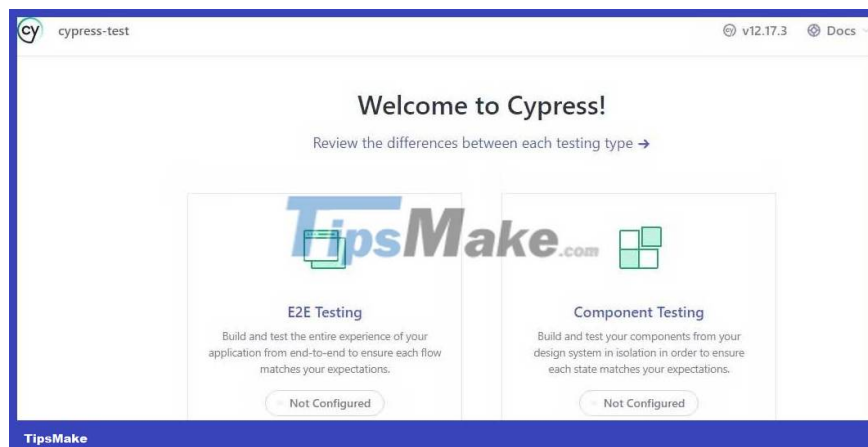 cy cypress-test v12.17.3 Docs
Welcome to Cypress!
Review the differences between each testing type →
TipsMake.com
E2E Testing
Build and test the entire experience of your
application from end-to-end to ensure each flow
matches your expectations.
Not Configured
Component Testing
Build and test your components from your
design system in isolation in order to ensure
each state matches your expectations.
Not Configured
TipsMake